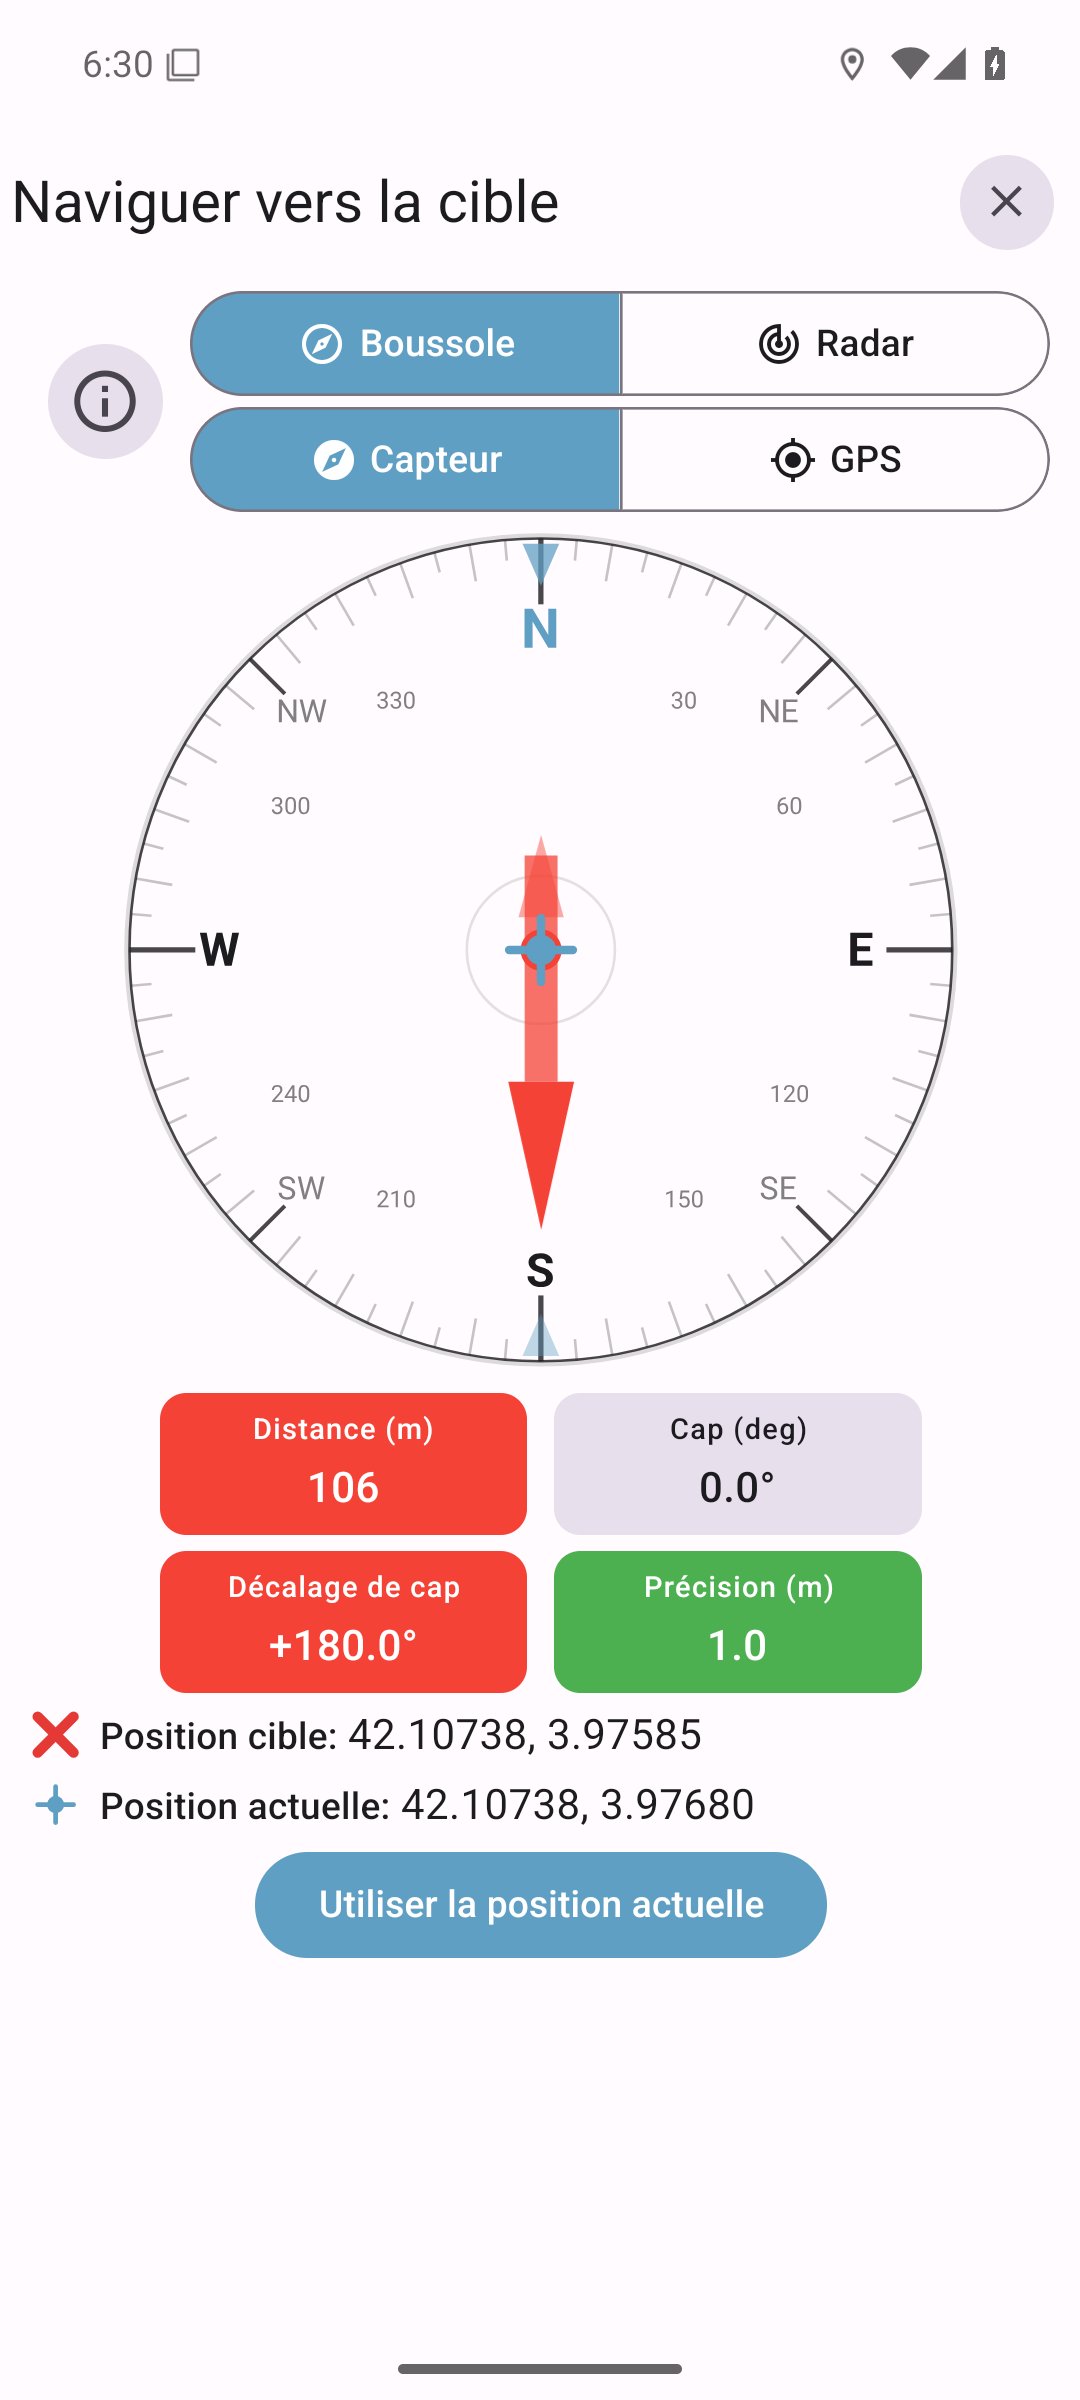 6:30
Naviguer vers la cible
Boussole
Radar
Capteur
GPS
N
NW
330
30
NE
300
60
W
E
240
120
SW
210
150
SE
S
Distance (m)
106
Cap (deg)
0.0°
Décalage de cap
+180.0°
Précision (m)
1.0
Position cible: 42.10738, 3.97585
Position actuelle: 42.10738, 3.97680
Utiliser la position actuelle